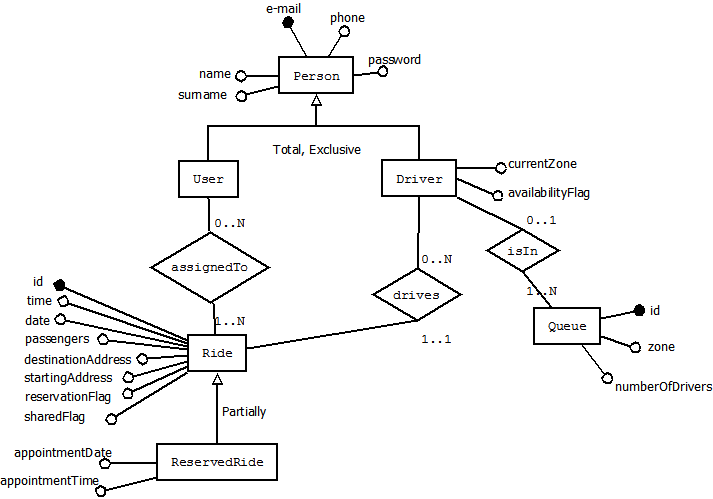 e-mail
phone
name
Person
password
surname
Total, Exclusive
User
Driver
currentZone
availabilityFlag
0..N
0..1
assignedTo
0..N
isIn
id
time
drives
1..N
date
1..N
id
passengers
Ride
1..1
Queue
destinationAddress
zone
startingAddress
reservationFlag
numberOfDrivers
sharedFlag
Partially
appointmentDate
ReservedRide
appointmentTime